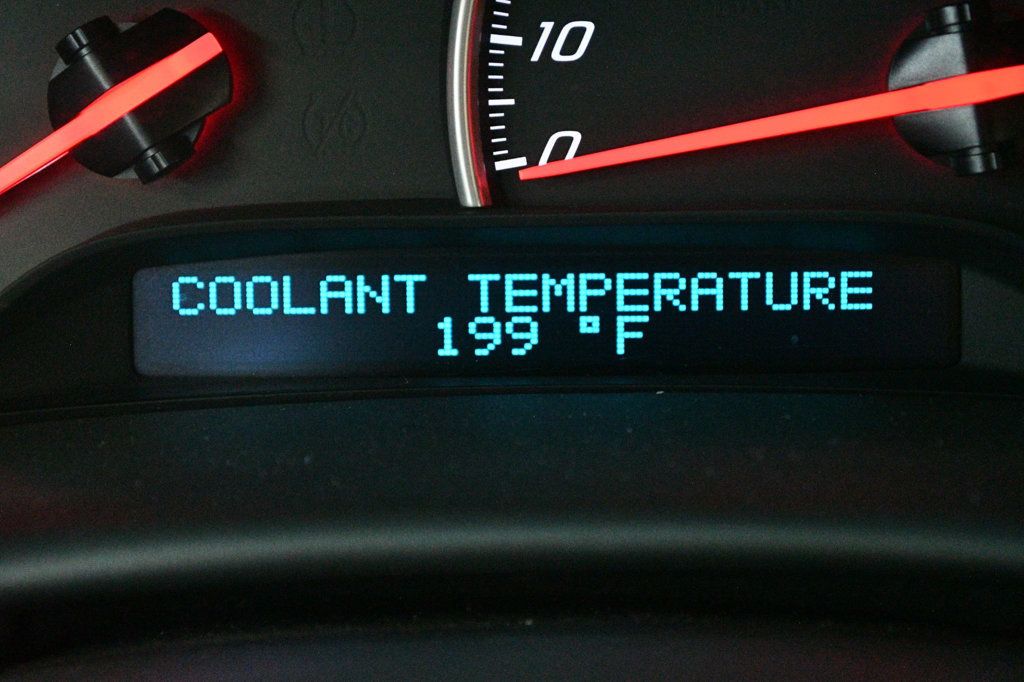 10
0
COOLANT TEMPERATURE
199 °F